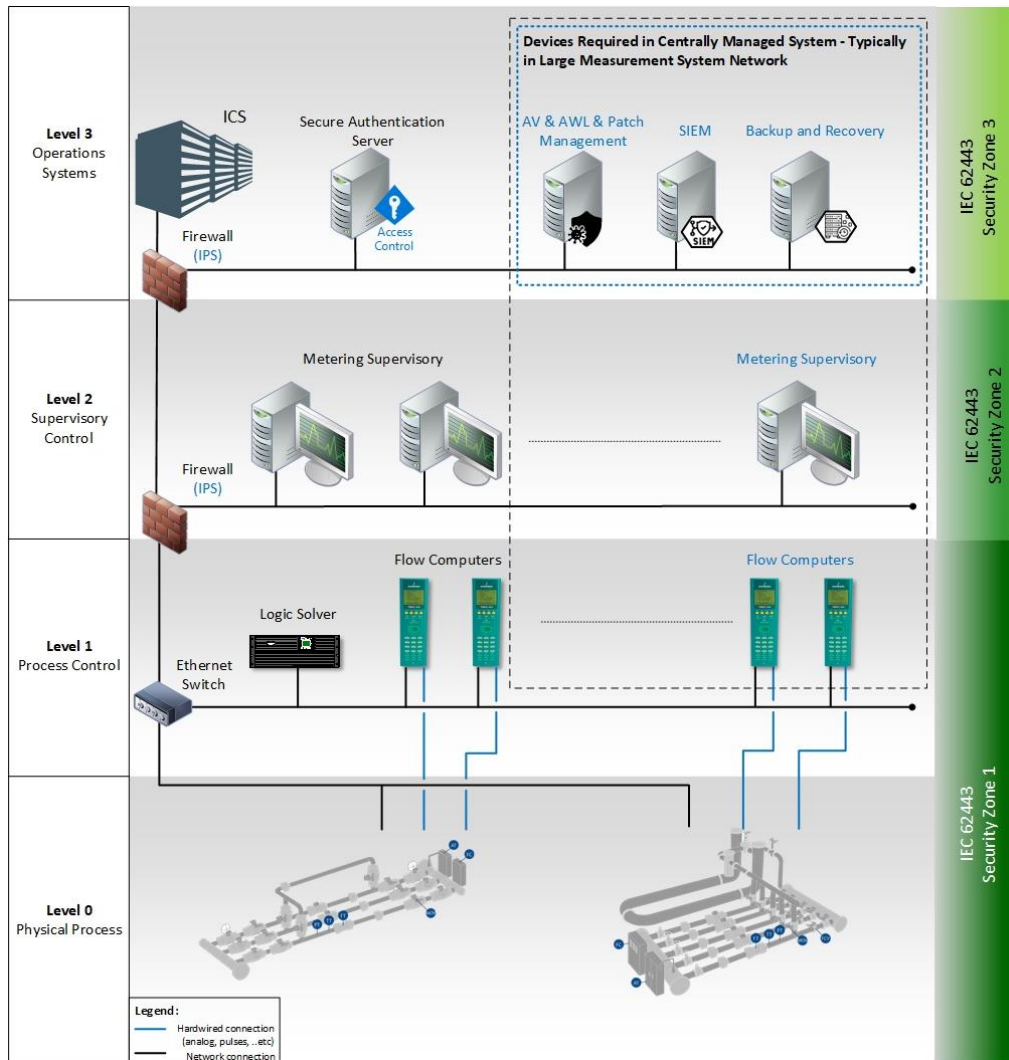 Devices Required in Centrally Managed System - Typically
in Large Measurement System Network
Level 3
Operations
Systems
ICS
Secure Authentication
Server
Access
Control
AV & AWL & Patch
Management
SIEM
SIEM
Backup and Recovery
Firewall
(IPS)
IEC 62443
Security Zone 3
Level 2
Supervisory
Control
Metering Supervisory
Metering Supervisory
Firewall
(IPS)
IEC 62443
Security Zone 2
Level 1
Process Control
Flow Computers
Flow Computers
Logic Solver
Ethernet
Switch
IEC 62443
Security Zone 1
Level 0
Physical Process
Legend:
Hardwired connection
(analog, pulses, ..etc)
Network connection